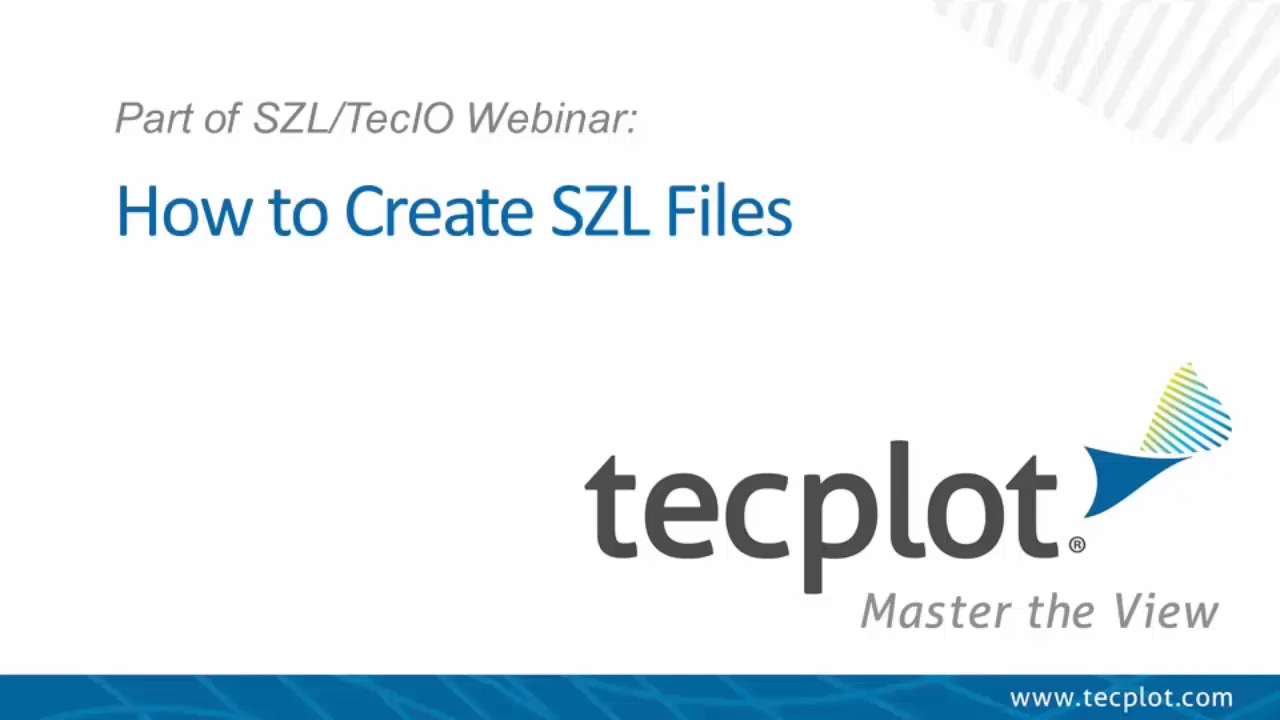 Part of SZL/TecIO Webinar:
How to Create SZL Files
tecplot®
Master the View
www.tecplot.com